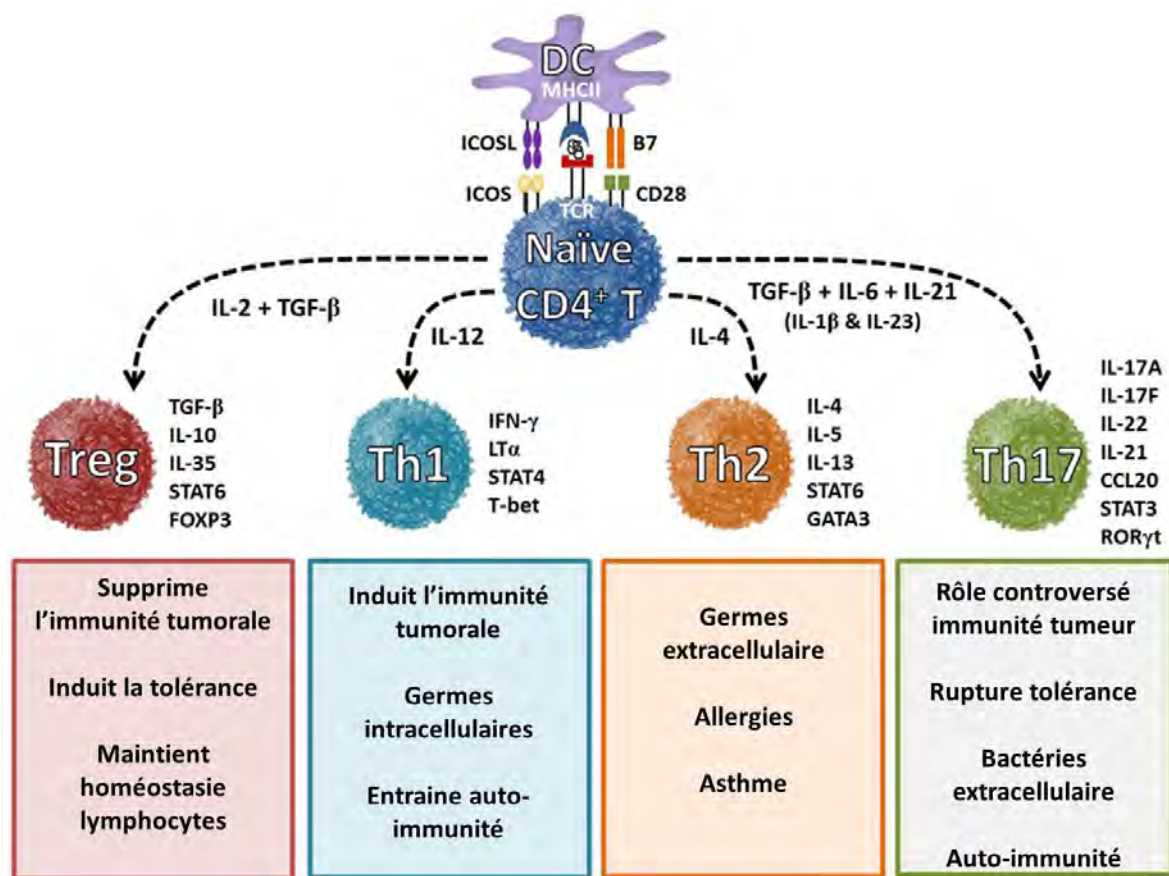 DC
MHCII
ICOSL
B7
ICOS
CD28
TCR
Naïve
CD4⁺ T
IL-2 + TGF-β
IL-12
IL-4
TGF-β + IL-6 + IL-21
(IL-1β & IL-23)
Treg
TGF-β
IL-10
IL-35
STAT6
FOXP3
Th1
IFN-γ
LTα
STAT4
T-bet
Th2
IL-4
IL-5
IL-13
STAT6
GATA3
Th17
IL-17A
IL-17F
IL-22
IL-21
CCL20
STAT3
RORγt
Supprime
l’immunité tumorale
Induit la tolérance
Maintient
homéostasie
lymphocytes
Induit l’immunité
tumorale
Germes
intracellulaires
Entraine auto-
immunité
Germes
extracellulaire
Allergies
Asthme
Rôle controversé
immunité tumeur
Rupture tolérance
Bactéries
extracellulaire
Auto-immunité